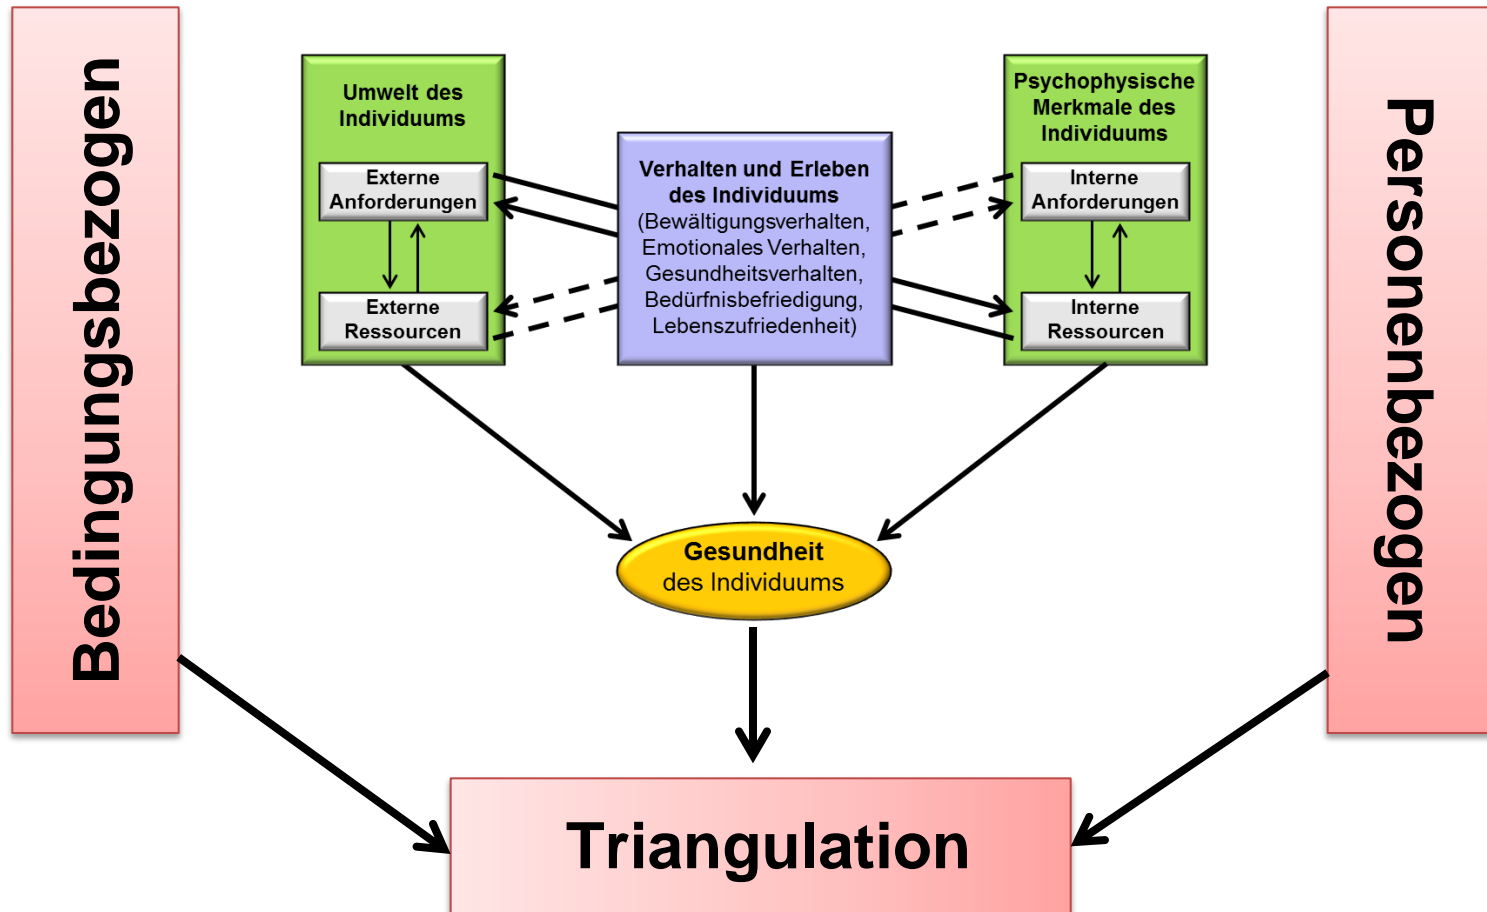 Bedingungsbezogen
Umwelt des
Individuums
Externe
Anforderungen
Externe
Ressourcen
Verhalten und Erleben
des Individuums
(Bewältigungsverhalten,
Emotionales Verhalten,
Gesundheitsverhalten,
Bedürfnisbefriedigung,
Lebenszufriedenheit)
Psychophysische
Merkmale des
Individuums
Interne
Anforderungen
Interne
Ressourcen
Personenbezogen
Gesundheit
des Individuums
Triangulation